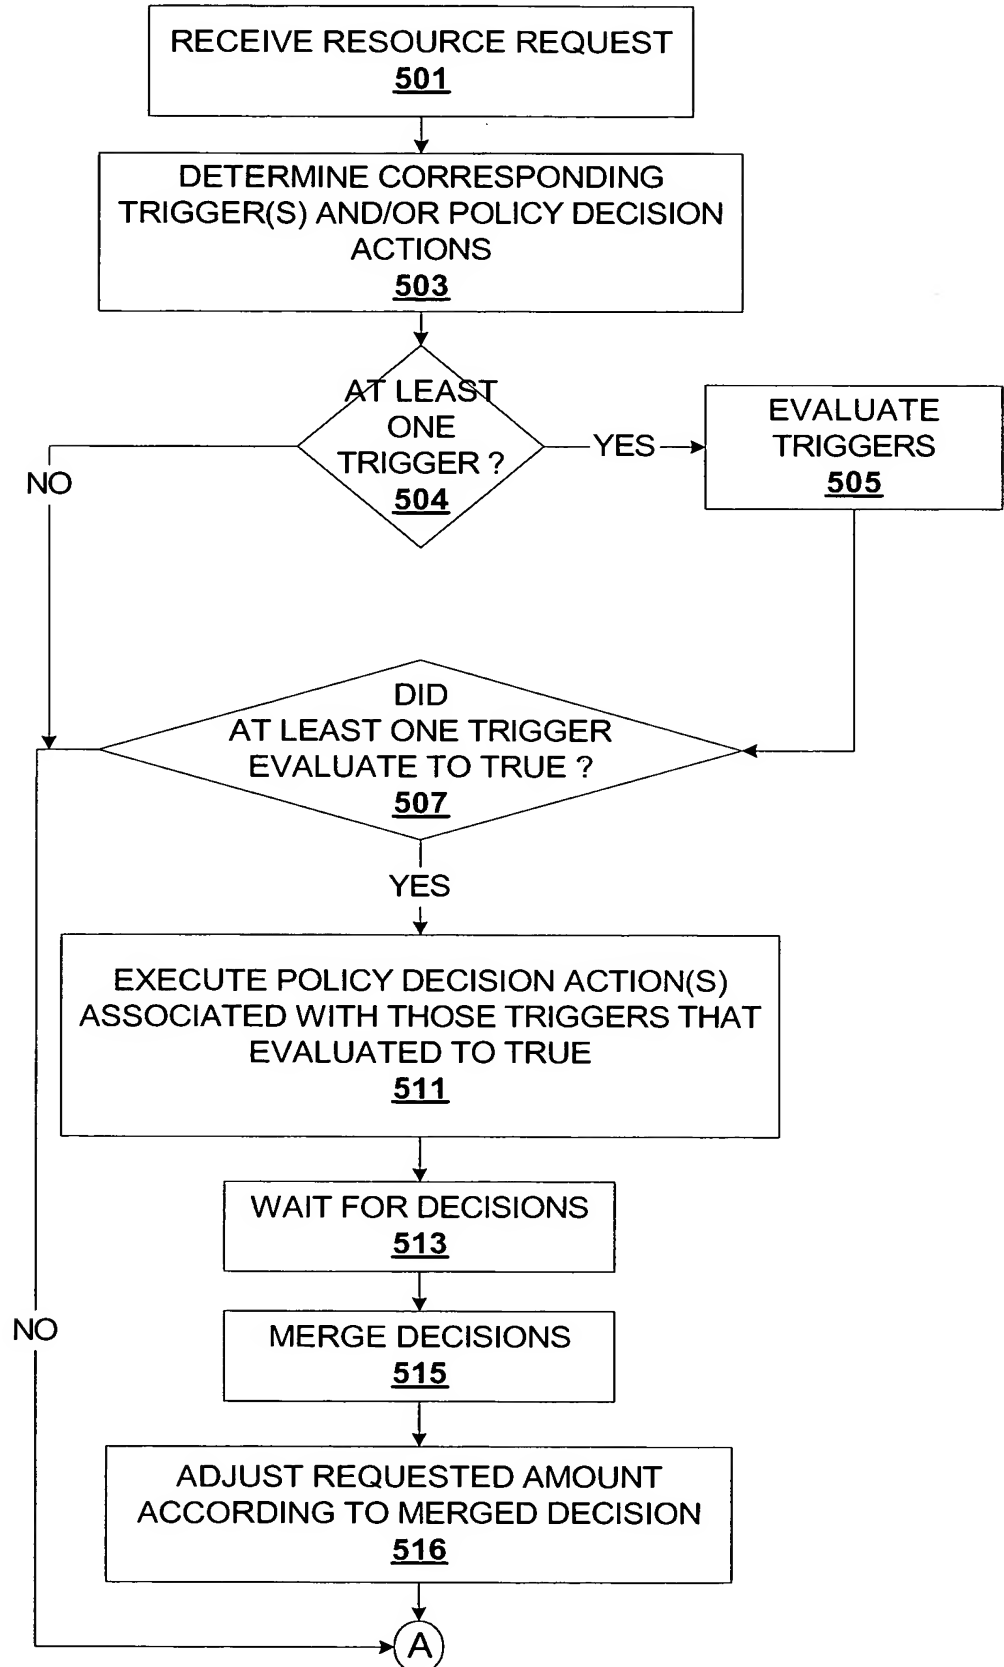 RECEIVE RESOURCE REQUEST
501
DETERMINE CORRESPONDING
TRIGGER(S) AND/OR POLICY DECISION
ACTIONS
503
AT LEAST
ONE
TRIGGER ?
504
YES
EVALUATE
TRIGGERS
505
NO
DID
AT LEAST ONE TRIGGER
EVALUATE TO TRUE ?
507
YES
EXECUTE POLICY DECISION ACTION(S)
ASSOCIATED WITH THOSE TRIGGERS THAT
EVALUATED TO TRUE
511
WAIT FOR DECISIONS
513
NO
MERGE DECISIONS
515
ADJUST REQUESTED AMOUNT
ACCORDING TO MERGED DECISION
516
A